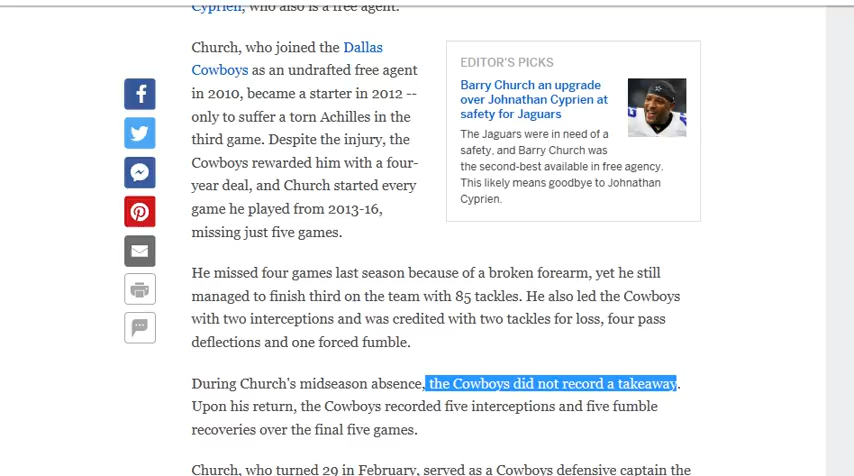 Cyprien, who also is a free agent.
Church, who joined the Dallas
Cowboys as an undrafted free agent
in 2010, became a starter in 2012 --
only to suffer a torn Achilles in the
third game. Despite the injury, the
Cowboys rewarded him with a four-
year deal, and Church started every
game he played from 2013-16,
missing just five games.
EDITOR'S PICKS
Barry Church an upgrade
over Johnathan Cyprien at
safety for Jaguars
The Jaguars were in need of a
safety, and Barry Church was
the second-best available in free agency.
This likely means goodbye to Johnathan
Cyprien.
He missed four games last season because of a broken forearm, yet he still
managed to finish third on the team with 85 tackles. He also led the Cowboys
with two interceptions and was credited with two tackles for loss, four pass
deflections and one forced fumble.
During Church's midseason absence, the Cowboys did not record a takeaway.
Upon his return, the Cowboys recorded five interceptions and five fumble
recoveries over the final five games.
Church, who turned 29 in February, served as a Cowboys defensive captain the